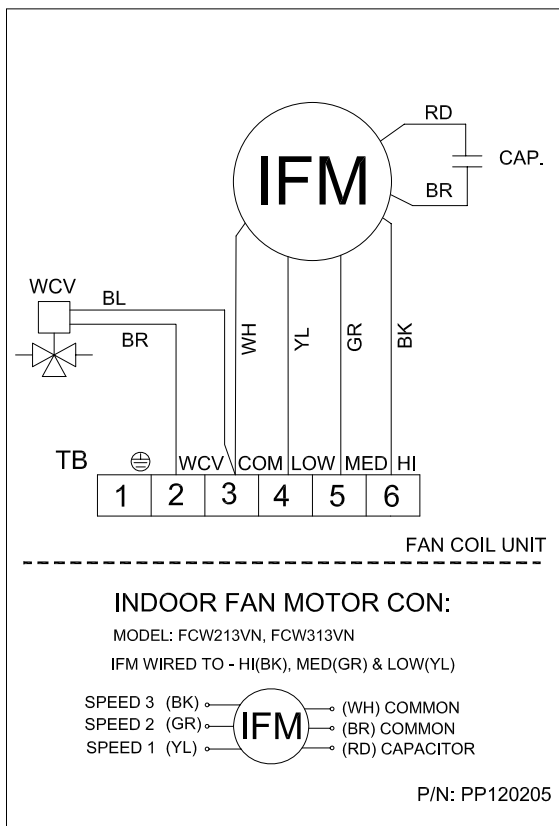 RD
IFM
CAP.
BR
WCV
BL
BR
WH
YL
GR
BK
TB WCV COM LOW MED HI
1 2 3 4 5 6
FAN COIL UNIT
INDOOR FAN MOTOR CON:
MODEL: FCW213VN, FCW313VN
IFM WIRED TO - HI(BK), MED(GR) & LOW(YL)
SPEED 3 (BK)
SPEED 2 (GR)
SPEED 1 (YL)
IFM
(WH) COMMON
(BR) COMMON
(RD) CAPACITOR
P/N: PP120205